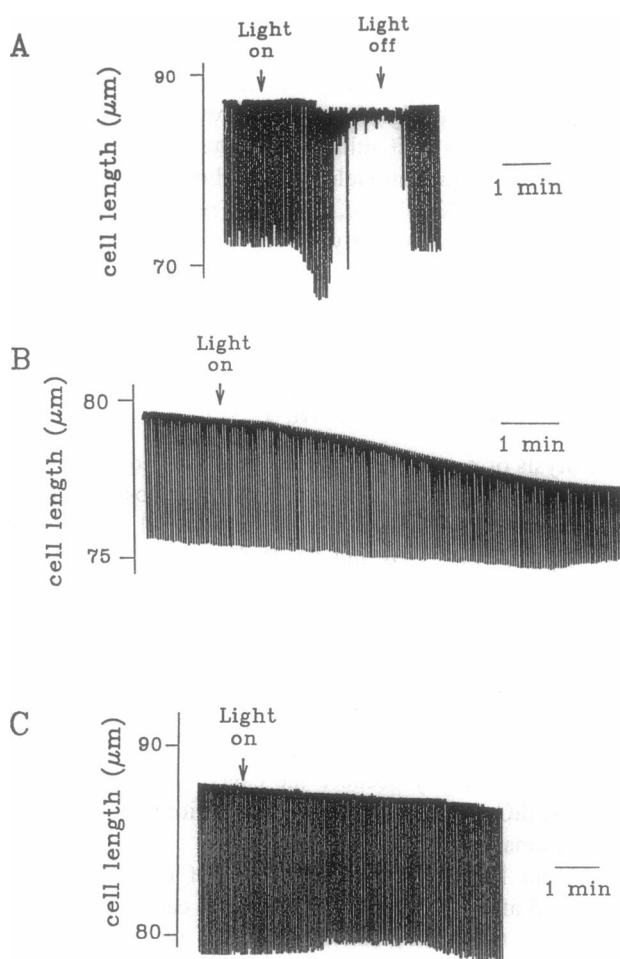 A
Light
on
Light
off
90
70
cell length (μm)
1 min
B
Light
on
80
75
cell length (μm)
1 min
C
Light
on
90
80
cell length (μm)
1 min